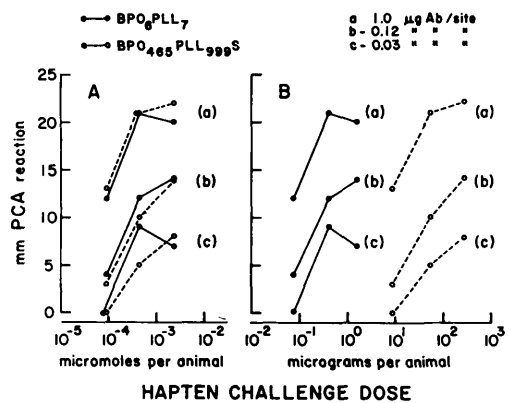 BPO₆PLL₇
BPO₄₆₅PLL₉₉₉S
a 1.0 μg Ab/site
b - 0.12 " " "
c - 0.03 " " "
mm PCA reaction
25
20
15
10
5
0
A
(a)
(b)
(c)
10⁻⁵ 10⁻⁴ 10⁻³ 10⁻²
micromoles per animal
B
(a)
(b)
(c)
10⁻² 10⁻¹ 10⁰ 10¹ 10² 10³
micrograms per animal
HAPTEN CHALLENGE DOSE